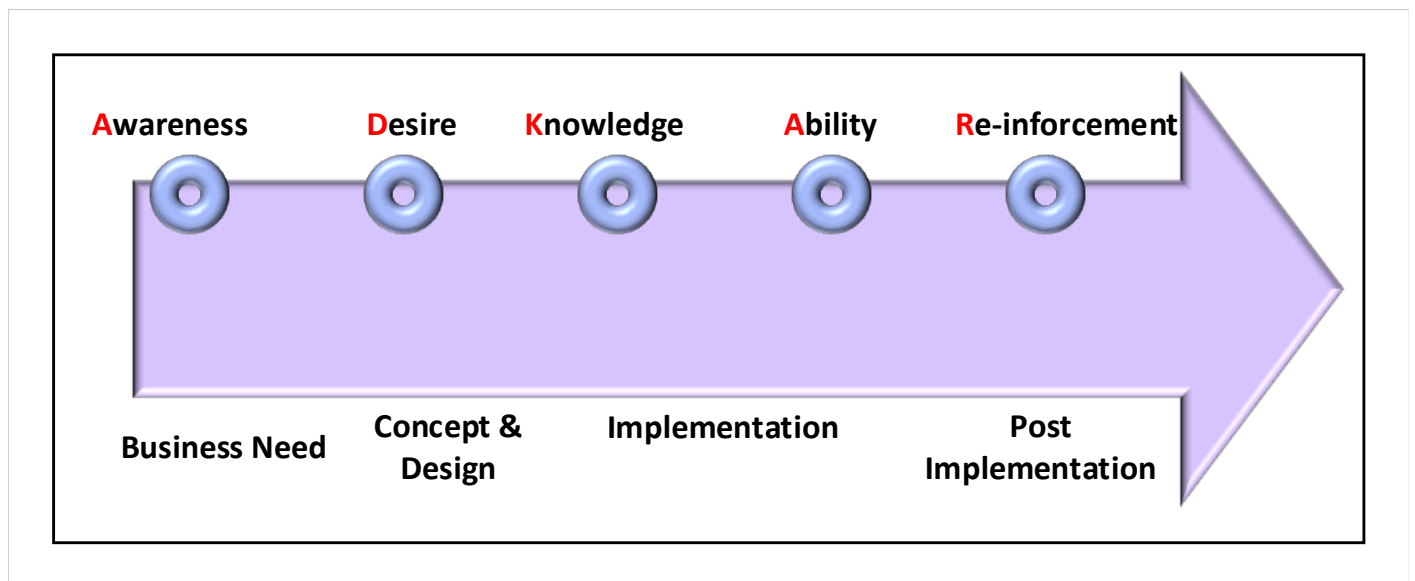 Awareness
Desire
Knowledge
Ability
Re-inforcement
Business Need
Concept &
Design
Implementation
Post
Implementation